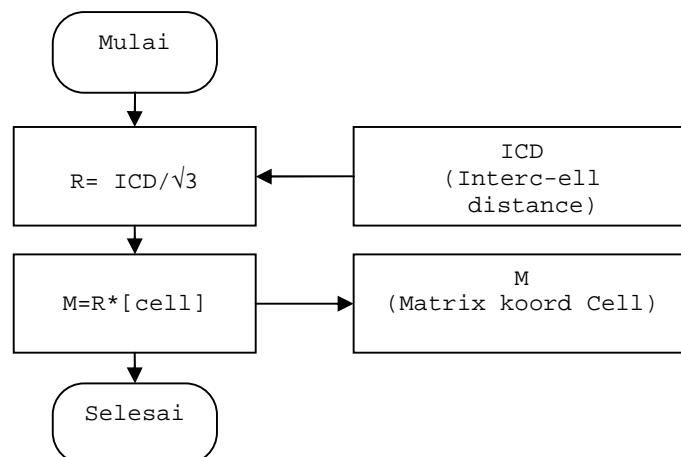 Mulai
R= ICD/√3
ICD
(Interc-ell
distance)
M=R*[cell]
M
(Matrix koord Cell)
Selesai